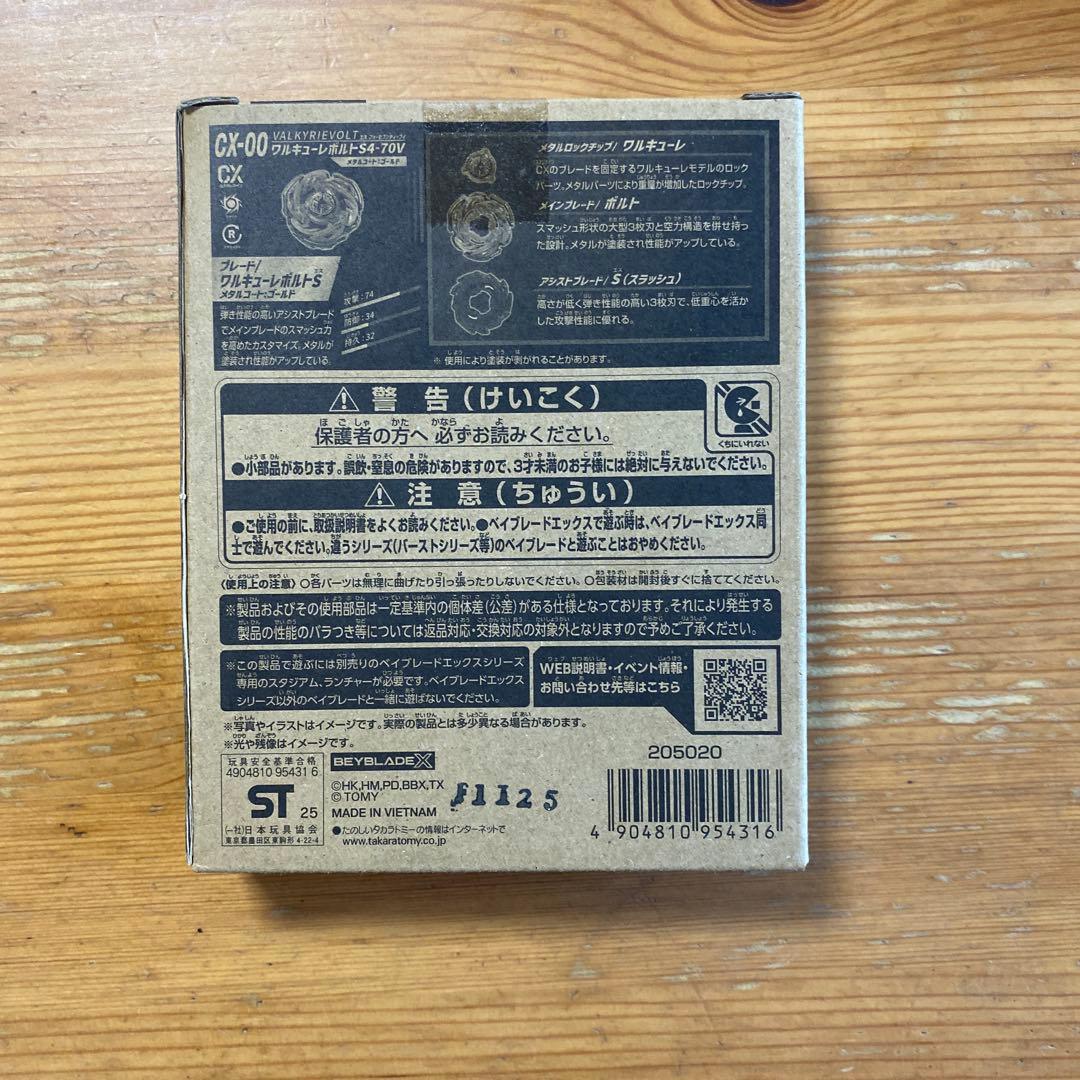 CX-00 VALKYRIEVOLT
ワルキューレボルトS4-70V
メタルコート:ゴールド
CX
R
ブレード/
ワルキューレボルトS
メタルコート:ゴールド
弾き性能の高いアシストブレード
でメインブレードのスマッシュ力
を高めたカスタマイズ。メタルが
塗装され性能がアップしている。
攻撃:74
防御:34
持久:32
メタルロックチップ/ ワルキューレ
CXのブレードを固定するワルキューレモデルのロック
パーツ。メタルパーツにより重量が増加したロックチップ。
メインブレード/ ボルト
スマッシュ形状の大型3枚刃と空力構造を併せ持っ
た設計。メタルが塗装され性能がアップしている。
アシストブレード/ S(スラッシュ)
高さが低く弾き性能の高い3枚刃で、低重心を活か
した攻撃性能に優れる。
※使用により塗装が剥がれることがあります。
警告(けいこく)
保護者の方へ 必ずお読みください。
●小部品があります。誤飲・窒息の危険がありますので、3才未満のお子様には絶対に与えないでください。
くちにいれない
注意(ちゅうい)
●ご使用の前に、取扱説明書をよくお読みください。●ベイブレードエックスで遊ぶ時は、ベイブレードエックス同
士で遊んでください。違うシリーズ(バーストシリーズ等)のベイブレードと遊ぶことはおやめください。
〈使用上の注意〉○各パーツは無理に曲げたり引っ張ったりしないでください。○包装材は開封後すぐに捨ててください。
※製品およびその使用部品は一定基準内の個体差(公差)がある仕様となっております。それにより発生する
製品の性能のバラつき等については返品対応・交換対応の対象外となりますので予めご了承ください。
※この製品で遊ぶには別売りのベイブレードエックスシリーズ
専用のスタジアム、ランチャーが必要です。ベイブレードエックス
シリーズ以外のベイブレードと一緒に遊ばないでください。
WEB説明書・イベント情報・
お問い合わせ先等はこちら
※写真やイラストはイメージです。実際の製品とは多少異なる場合があります。
※光や残像はイメージです。
玩具安全基準合格
4904810 95431 6
ST 25
(一社)日本玩具協会
東京都墨田区東駒形 4-22-4
BEYBLADE X
©HK,HM,PD,BBX,TX
© TOMY
MADE IN VIETNAM
●たのしいタカラトミーの情報はインターネットで
www.takaratomy.co.jp
1125
205020
4 904810 954316